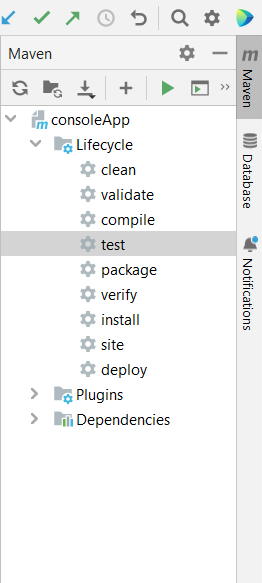 Maven
consoleApp
Lifecycle
clean
validate
compile
test
package
verify
install
site
deploy
Plugins
Dependencies
m
Maven
Database
Notifications